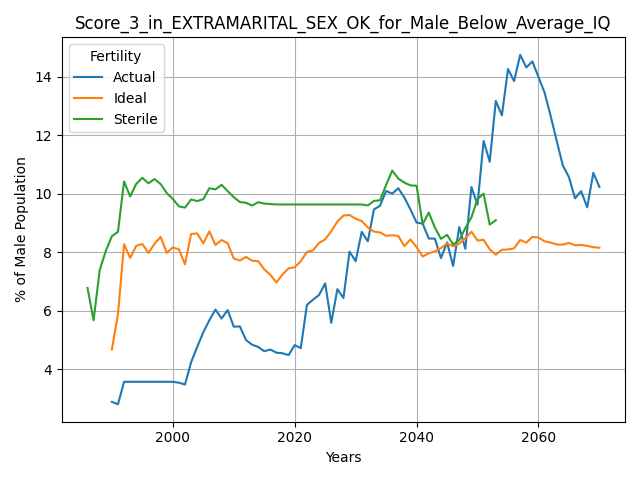 Score_3_in_EXTRAMARITAL_SEX_OK_for_Male_Below_Average_IQ
Fertility
Actual
Ideal
Sterile
% of Male Population
14
12
10
8
6
4
2000 2020 2040 2060
Years